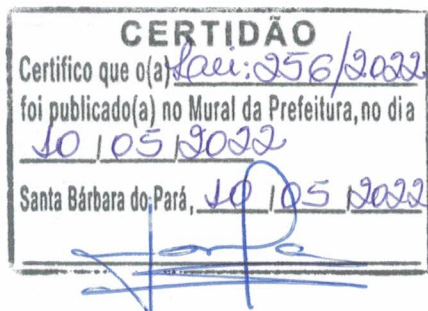 CERTIDÃO
Certifico que o(a) Lei: 256/2022
foi publicado(a) no Mural da Prefeitura, no dia
10 / 05 / 2022
Santa Bárbara do Pará, 10 / 05 / 2022